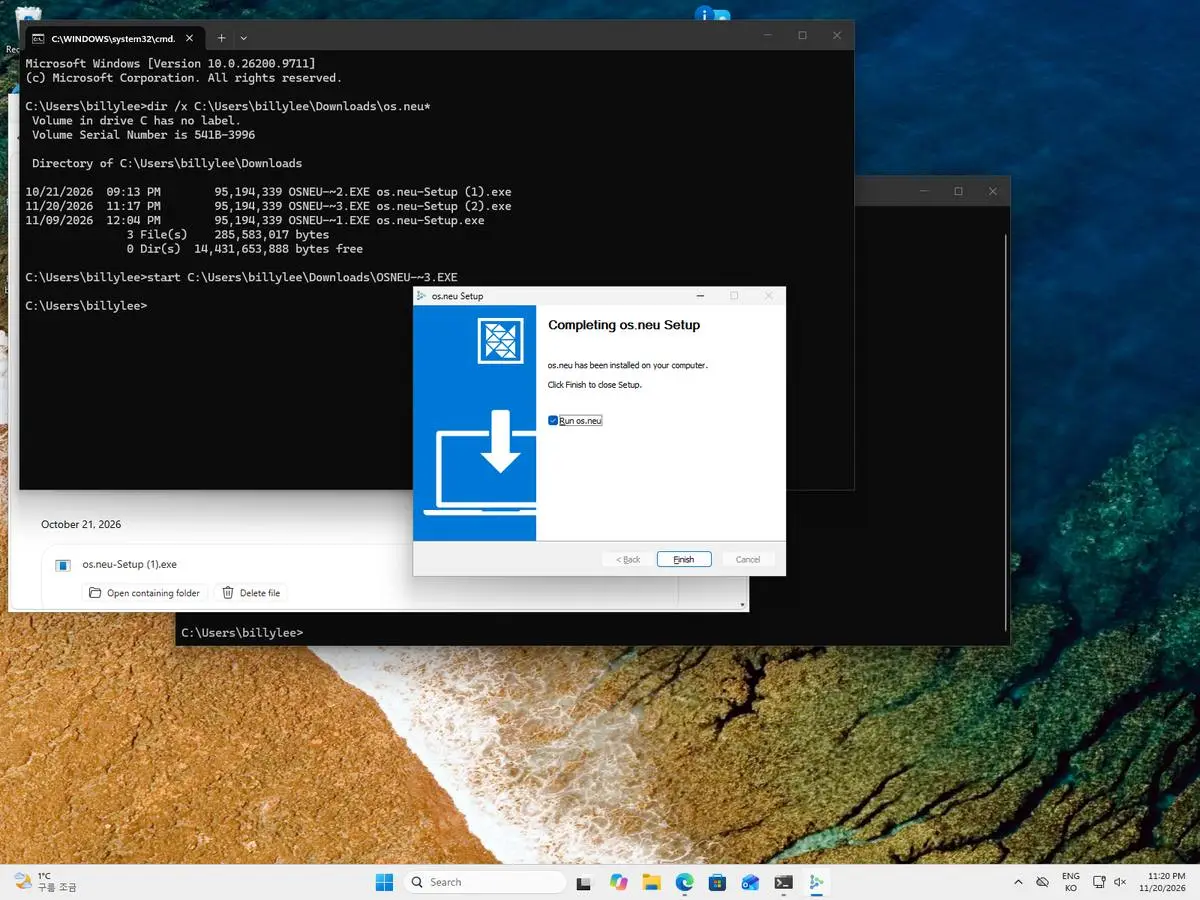 Rec
C:\WINDOWS\system32\cmd.
Microsoft Windows [Version 10.0.26200.9711]
(c) Microsoft Corporation. All rights reserved.
C:\Users\billylee>dir /x C:\Users\billylee\Downloads\os.neu*
Volume in drive C has no label.
Volume Serial Number is 541B-3996
Directory of C:\Users\billylee\Downloads
10/21/2026  09:13 PM        95,194,339 OSNEU-~2.EXE os.neu-Setup (1).exe
11/20/2026  11:17 PM        95,194,339 OSNEU-~3.EXE os.neu-Setup (2).exe
11/09/2026  12:04 PM        95,194,339 OSNEU-~1.EXE os.neu-Setup.exe
3 File(s)    285,583,017 bytes
0 Dir(s)  14,431,653,888 bytes free
C:\Users\billylee>start C:\Users\billylee\Downloads\OSNEU-~3.EXE
C:\Users\billylee>
os.neu Setup
Completing os.neu Setup
os.neu has been installed on your computer.
Click Finish to close Setup.
Run os.neu
< Back
Finish
Cancel
October 21, 2026
os.neu-Setup (1).exe
Open containing folder
Delete file
C:\Users\billylee>
1°C
구름 조금
Search
ENG
KO
11:20 PM
11/20/2026